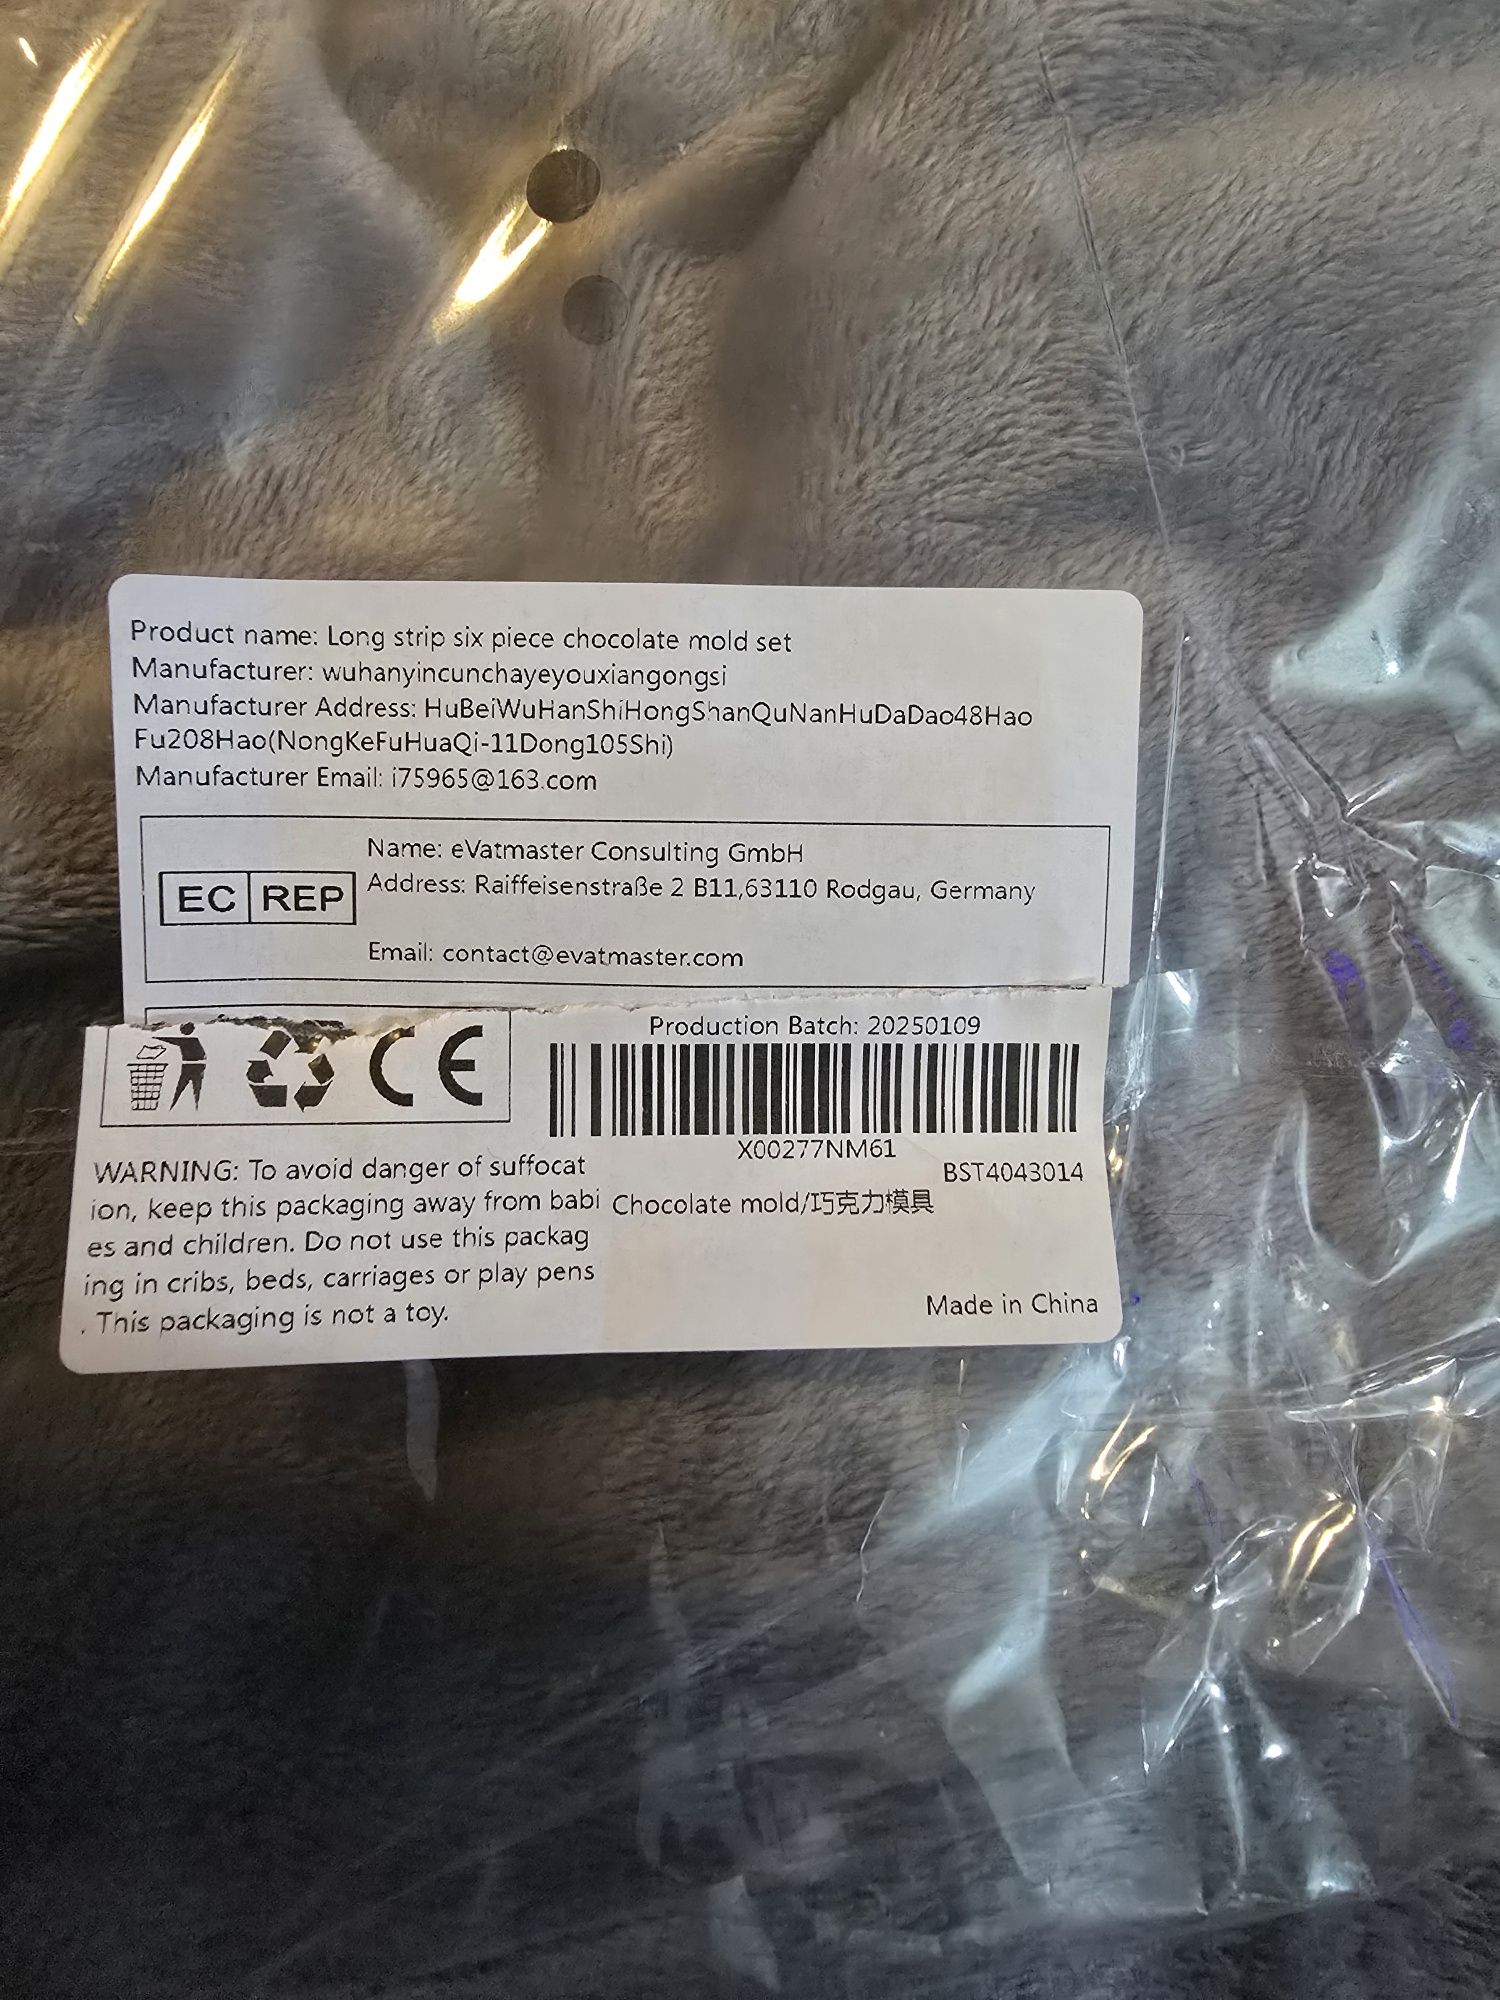 Product name: Long strip six piece chocolate mold set
Manufacturer: wuhanyincunchayeyouxiangongsi
Manufacturer Address: HuBeiWuHanShiHongShanQuNanHuDaDao48Hao
Fu208Hao(NongKeFuHuaQi-11Dong105Shi)
Manufacturer Email: i75965@163.com
EC REP
Name: eVatmaster Consulting GmbH
Address: Raiffeisenstraße 2 B11,63110 Rodgau, Germany
Email: contact@evatmaster.com
CE
Production Batch: 20250109
X00277NM61
BST4043014
WARNING: To avoid danger of suffocat
ion, keep this packaging away from babi
es and children. Do not use this packag
ing in cribs, beds, carriages or play pens
. This packaging is not a toy.
Chocolate mold/巧克力模具
Made in China